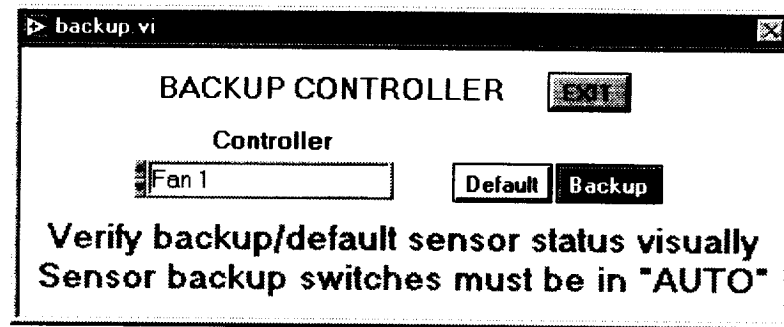 backup.vi
BACKUP CONTROLLER EXIT
Controller
Fan 1 Default Backup
Verify backup/default sensor status visually
Sensor backup switches must be in "AUTO"